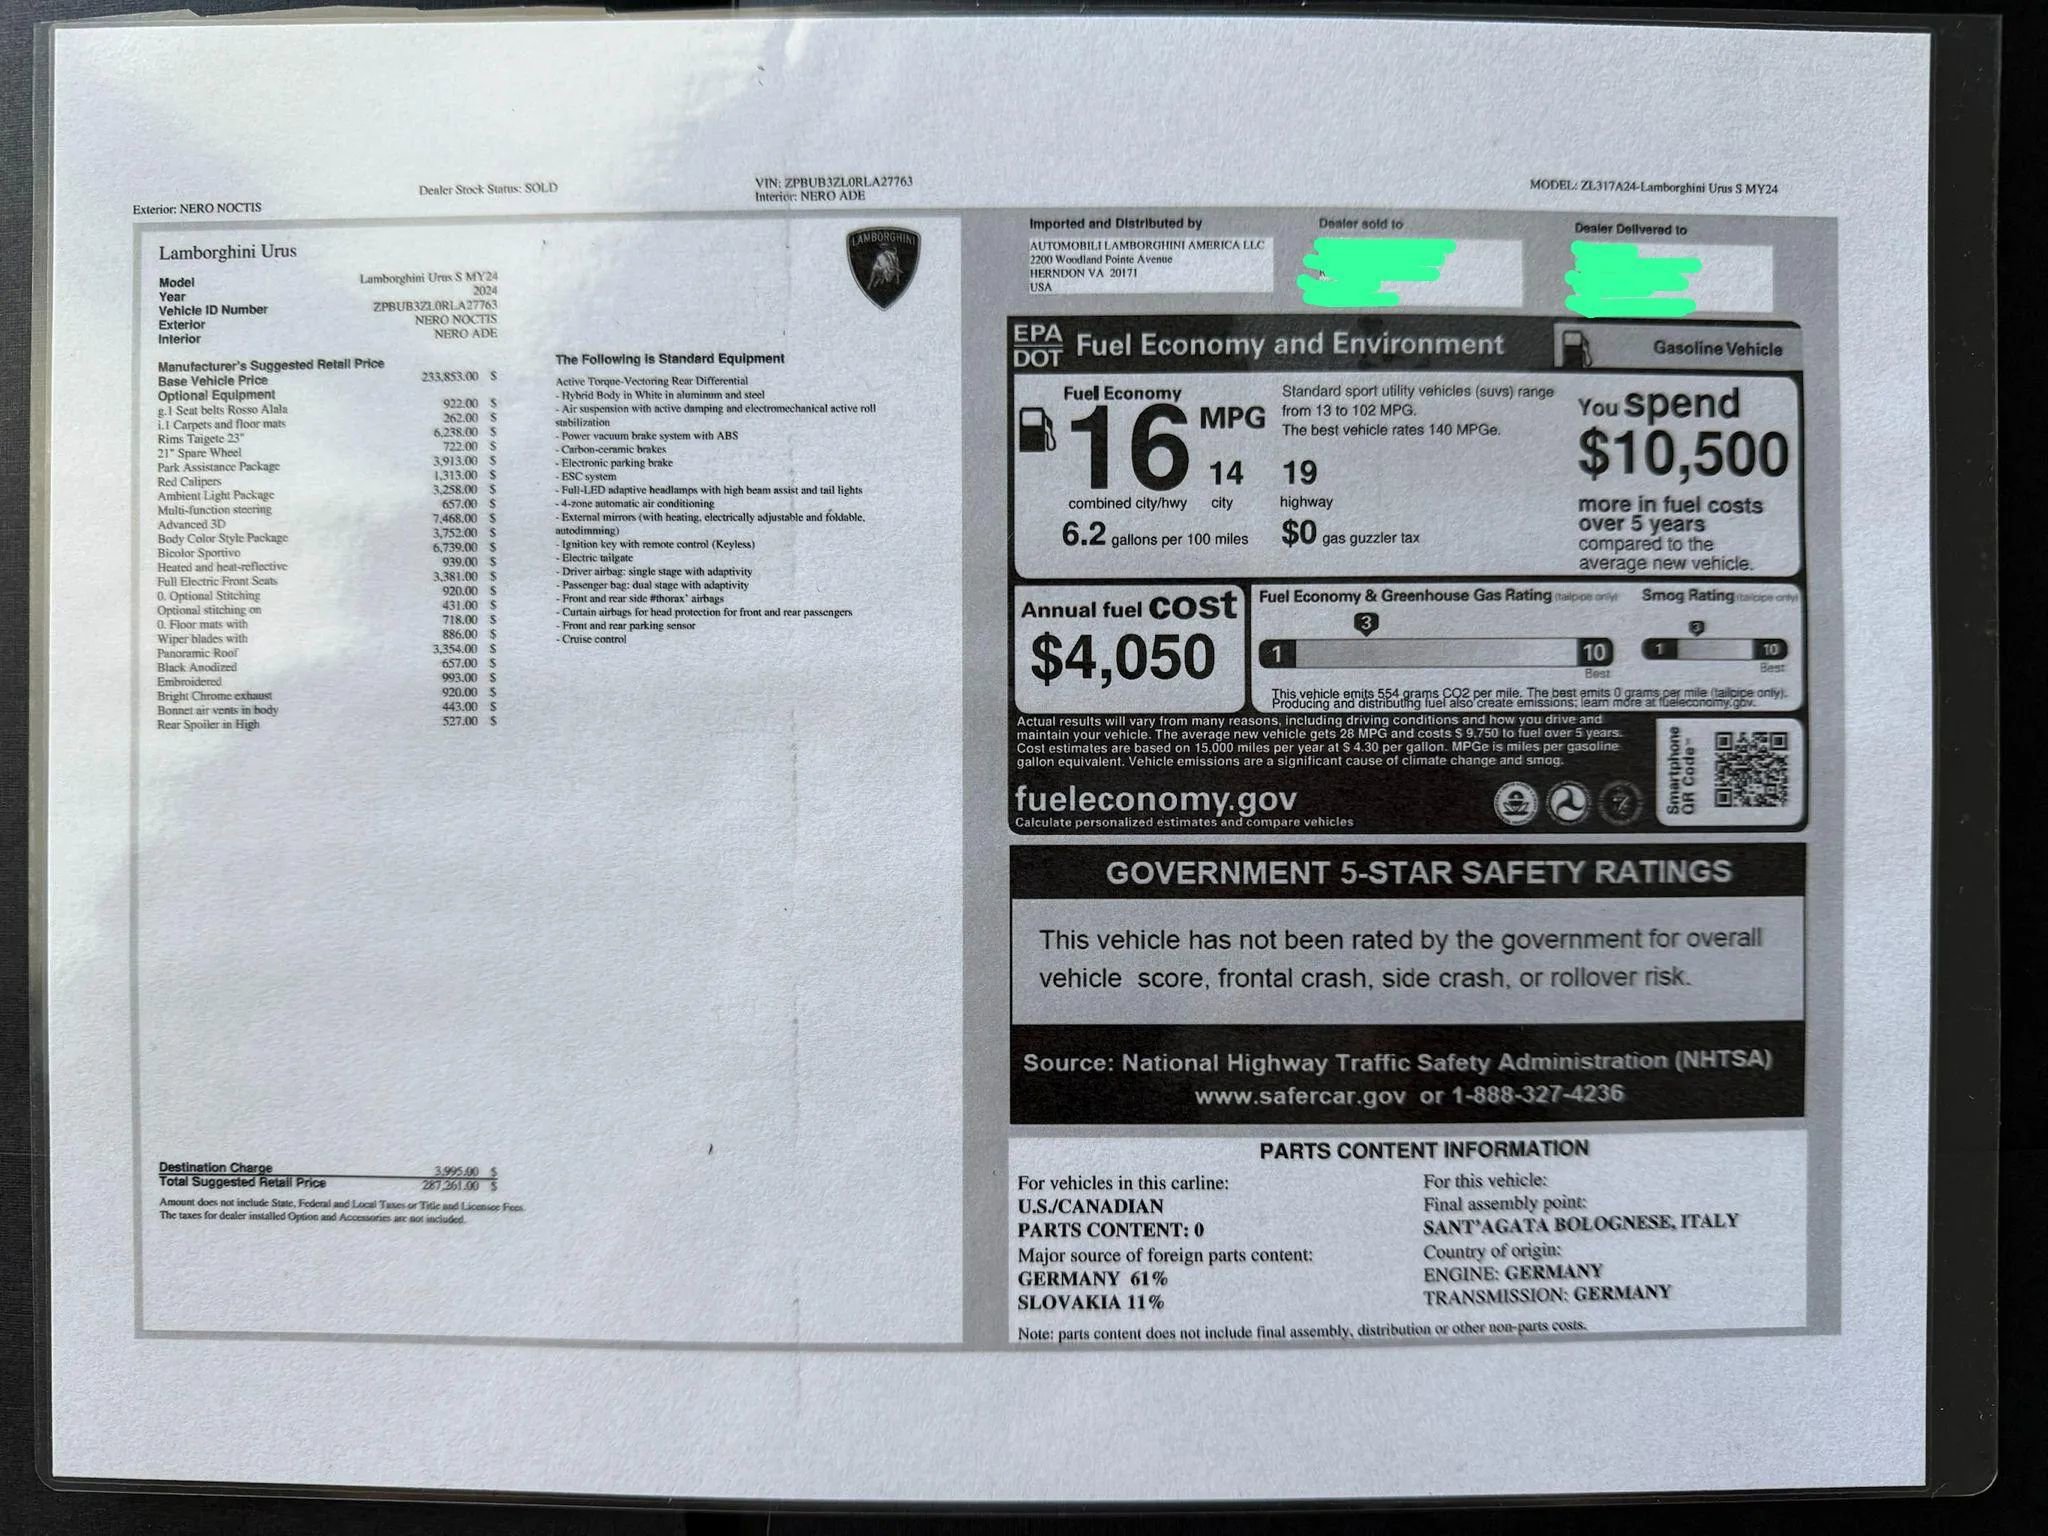 Exterior: NERO NOCTIS
Dealer Stock Status: SOLD
VIN: ZPBUB3ZL0RLA27763
Interior: NERO ADE
MODEL: ZL317A24-Lamborghini Urus S MY24
Lamborghini Urus
LAMBORGHINI
Model Lamborghini Urus S MY24
Year 2024
Vehicle ID Number ZPBUB3ZL0RLA27763
Exterior NERO NOCTIS
Interior NERO ADE
Manufacturer's Suggested Retail Price
Base Vehicle Price 233,853.00 $
Optional Equipment
g.1 Seat belts Rosso Alala 922.00 $
i.1 Carpets and floor mats 262.00 $
Rims Taigete 23" 6,238.00 $
21" Spare Wheel 722.00 $
Park Assistance Package 3,913.00 $
Red Calipers 1,313.00 $
Ambient Light Package 3,258.00 $
Multi-function steering 657.00 $
Advanced 3D 7,468.00 $
Body Color Style Package 3,752.00 $
Bicolor Sportivo 6,739.00 $
Heated and heat-reflective 939.00 $
Full Electric Front Seats 3,381.00 $
0. Optional Stitching 920.00 $
Optional stitching on 431.00 $
0. Floor mats with 718.00 $
Wiper blades with 886.00 $
Panoramic Roof 3,354.00 $
Black Anodized 657.00 $
Embroidered 993.00 $
Bright Chrome exhaust 920.00 $
Bonnet air vents in body 443.00 $
Rear Spoiler in High 527.00 $
The Following is Standard Equipment
Active Torque-Vectoring Rear Differential
- Hybrid Body in White in aluminum and steel
- Air suspension with active damping and electromechanical active roll
stabilization
- Power vacuum brake system with ABS
- Carbon-ceramic brakes
- Electronic parking brake
- ESC system
- Full-LED adaptive headlamps with high beam assist and tail lights
- 4-zone automatic air conditioning
- External mirrors (with heating, electrically adjustable and foldable,
autodimming)
- Ignition key with remote control (Keyless)
- Electric tailgate
- Driver airbag: single stage with adaptivity
- Passenger bag: dual stage with adaptivity
- Front and rear side #thorax' airbags
- Curtain airbags for head protection for front and rear passengers
- Front and rear parking sensor
- Cruise control
Destination Charge 3,995.00 $
Total Suggested Retail Price 287,261.00 $
Amount does not include State, Federal and Local Taxes or Title and Licensee Fees.
The taxes for dealer installed Option and Accessories are not included.
Imported and Distributed by
AUTOMOBILI LAMBORGHINI AMERICA LLC
2200 Woodland Pointe Avenue
HERNDON VA 20171
USA
Dealer sold to
Dealer Delivered to
EPA
DOT
Fuel Economy and Environment
Gasoline Vehicle
Fuel Economy
16 MPG
combined city/hwy
14
city
19
highway
6.2 gallons per 100 miles
$0 gas guzzler tax
Standard sport utility vehicles (suvs) range
from 13 to 102 MPG.
The best vehicle rates 140 MPGe.
You spend
$10,500
more in fuel costs
over 5 years
compared to the
average new vehicle.
Annual fuel cost
$4,050
Fuel Economy & Greenhouse Gas Rating (tailpipe only)
3
1 10
Best
Smog Rating (tailpipe only)
3
1 10
Best
This vehicle emits 554 grams CO2 per mile. The best emits 0 grams per mile (tailpipe only).
Producing and distributing fuel also create emissions; learn more at fueleconomy.gov.
Actual results will vary from many reasons, including driving conditions and how you drive and
maintain your vehicle. The average new vehicle gets 28 MPG and costs $ 9,750 to fuel over 5 years.
Cost estimates are based on 15,000 miles per year at $ 4.30 per gallon. MPGe is miles per gasoline
gallon equivalent. Vehicle emissions are a significant cause of climate change and smog.
fueleconomy.gov
Calculate personalized estimates and compare vehicles
Smartphone
QR Code™
GOVERNMENT 5-STAR SAFETY RATINGS
This vehicle has not been rated by the government for overall
vehicle score, frontal crash, side crash, or rollover risk.
Source: National Highway Traffic Safety Administration (NHTSA)
www.safercar.gov or 1-888-327-4236
PARTS CONTENT INFORMATION
For vehicles in this carline:
U.S./CANADIAN
PARTS CONTENT: 0
Major source of foreign parts content:
GERMANY 61%
SLOVAKIA 11%
For this vehicle:
Final assembly point:
SANT'AGATA BOLOGNESE, ITALY
Country of origin:
ENGINE: GERMANY
TRANSMISSION: GERMANY
Note: parts content does not include final assembly, distribution or other non-parts costs.